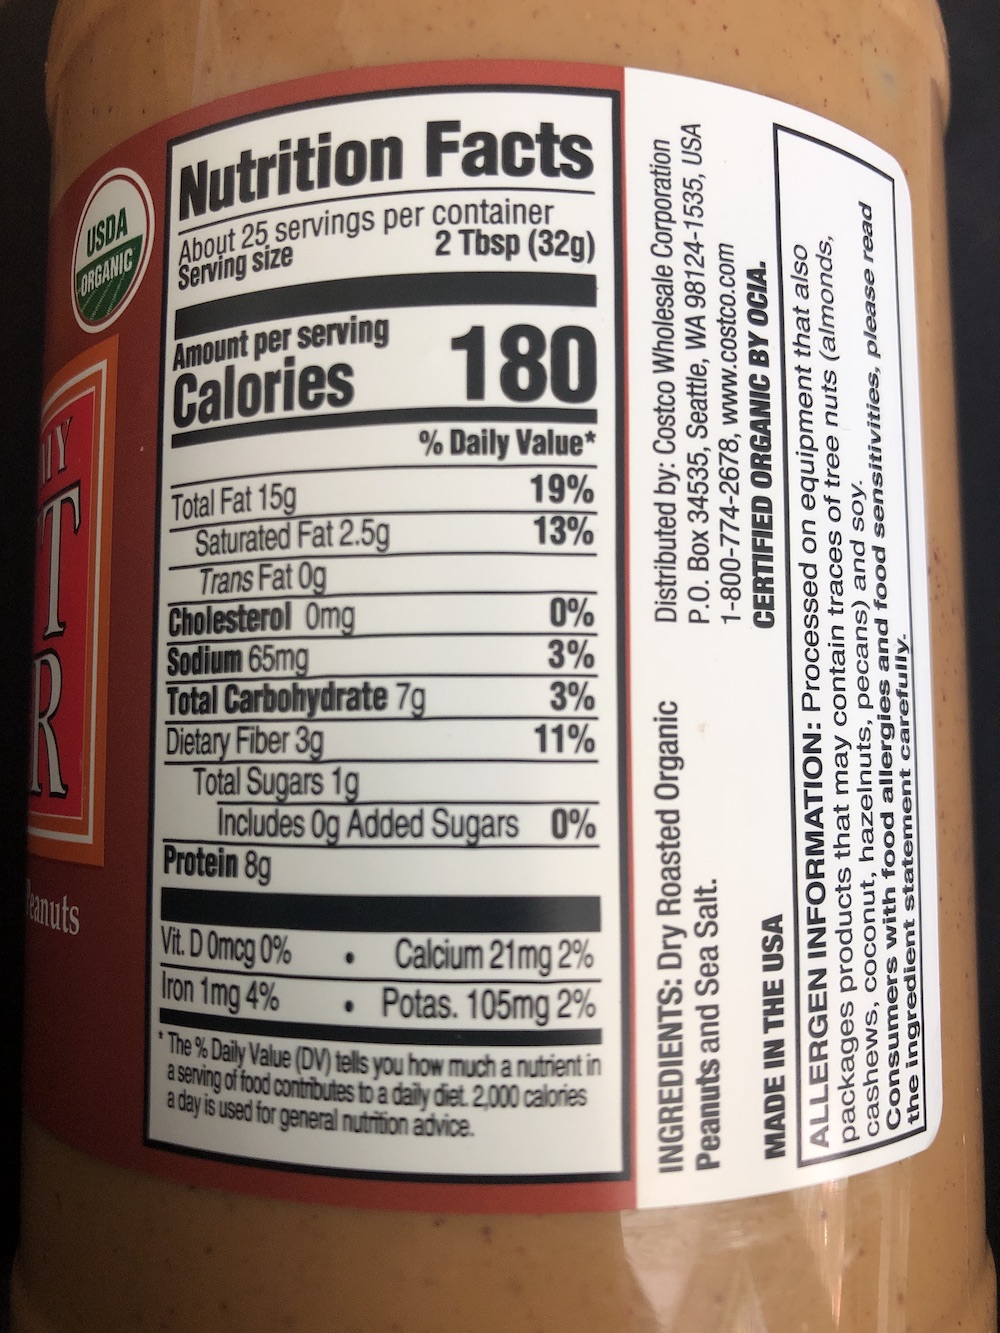 USDA
ORGANIC
MY
T
T
R
eanuts
Nutrition Facts
About 25 servings per container
Serving size 2 Tbsp (32g)
Amount per serving
Calories 180
% Daily Value*
Total Fat 15g 19%
Saturated Fat 2.5g 13%
Trans Fat 0g
Cholesterol 0mg 0%
Sodium 65mg 3%
Total Carbohydrate 7g 3%
Dietary Fiber 3g 11%
Total Sugars 1g
Includes 0g Added Sugars 0%
Protein 8g
Vit. D 0mcg 0% • Calcium 21mg 2%
Iron 1mg 4% • Potas. 105mg 2%
* The % Daily Value (DV) tells you how much a nutrient in
a serving of food contributes to a daily diet. 2,000 calories
a day is used for general nutrition advice.
INGREDIENTS: Dry Roasted Organic
Peanuts and Sea Salt.
MADE IN THE USA
Distributed by: Costco Wholesale Corporation
P.O. Box 34535, Seattle, WA 98124-1535, USA
1-800-774-2678, www.costco.com
CERTIFIED ORGANIC BY OCIA.
ALLERGEN INFORMATION: Processed on equipment that also
packages products that may contain traces of tree nuts (almonds,
cashews, coconut, hazelnuts, pecans) and soy.
Consumers with food allergies and food sensitivities, please read
the ingredient statement carefully.